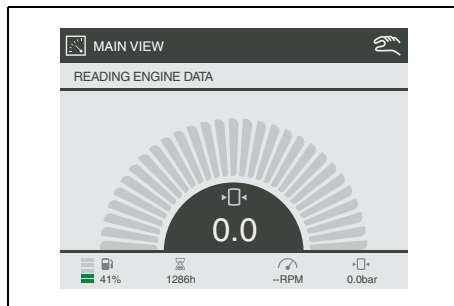 MAIN VIEW
READING ENGINE DATA
0.0
41%
1286h
--RPM
0.0bar